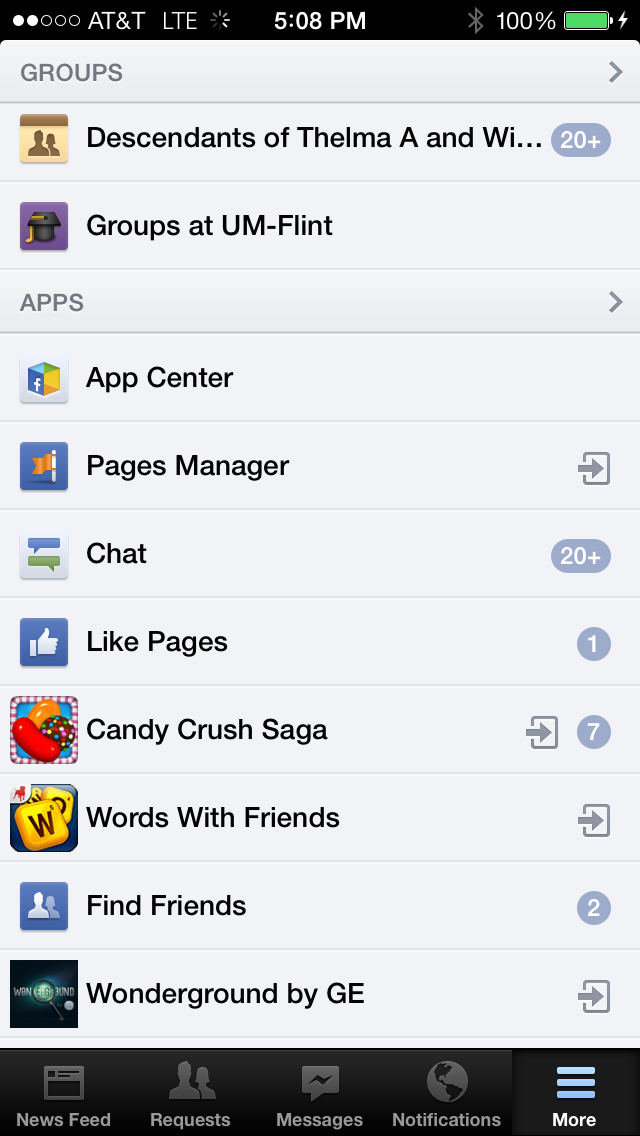 AT&T LTE 5:08 PM 100%
GROUPS
Descendants of Thelma A and Wi... 20+
Groups at UM-Flint
APPS
App Center
Pages Manager
Chat 20+
Like Pages 1
Candy Crush Saga 7
Words With Friends
Find Friends 2
Wonderground by GE
News Feed Requests Messages Notifications More